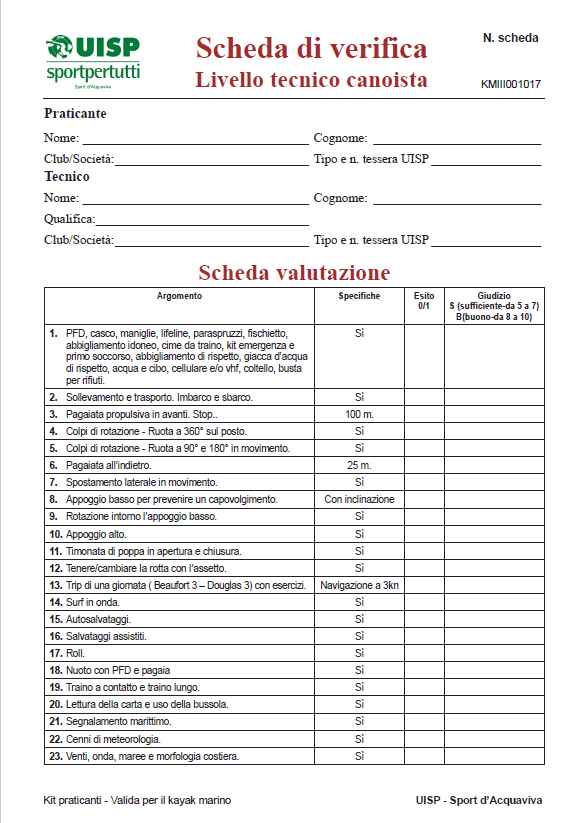 UISP
sportpertutti
Sport d'Acquaviva
Scheda di verifica
Livello tecnico canoista
N. scheda
KMIII001017
Praticante
Nome: Cognome:
Club/Società: Tipo e n. tessera UISP
Tecnico
Nome: Cognome:
Qualifica:
Club/Società: Tipo e n. tessera UISP
Scheda valutazione
Argomento Specifiche Esito 0/1 Giudizio S (sufficiente-da 5 a 7) B(buono-da 8 a 10)
1. PFD, casco, maniglie, lifeline, paraspruzzi, fischietto, Sì
abbigliamento idoneo, cime da traino, kit emergenza e
primo soccorso, abbigliamento di rispetto, giacca d'acqua
di rispetto, acqua e cibo, cellulare e/o vhf, coltello, busta
per rifiuti.
2. Sollevamento e trasporto. Imbarco e sbarco. Sì
3. Pagaiata propulsiva in avanti. Stop.. 100 m.
4. Colpi di rotazione - Ruota a 360° sul posto. Sì
5. Colpi di rotazione - Ruota a 90° e 180° in movimento. Sì
6. Pagaiata all'indietro. 25 m.
7. Spostamento laterale in movimento. Sì
8. Appoggio basso per prevenire un capovolgimento. Con inclinazione
9. Rotazione intorno l'appoggio basso. Sì
10. Appoggio alto. Sì
11. Timonata di poppa in apertura e chiusura. Sì
12. Tenere/cambiare la rotta con l'assetto. Sì
13. Trip di una giornata ( Beaufort 3 – Douglas 3) con esercizi. Navigazione a 3kn
14. Surf in onda. Sì
15. Autosalvataggi. Sì
16. Salvataggi assistiti. Sì
17. Roll. Sì
18. Nuoto con PFD e pagaia Sì
19. Traino a contatto e traino lungo. Sì
20. Lettura della carta e uso della bussola. Sì
21. Segnalamento marittimo. Sì
22. Cenni di meteorologia. Sì
23. Venti, onda, maree e morfologia costiera. Sì
Kit praticanti - Valida per il kayak marino UISP - Sport d'Acquaviva